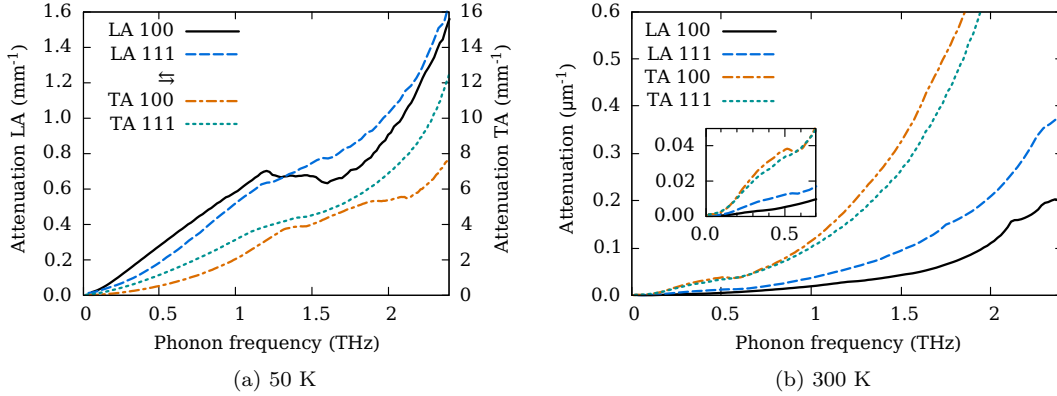 1.6
1.4
1.2
1.0
0.8
0.6
0.4
0.2
0.0
Attenuation LA (mm⁻¹)
LA 100
LA 111
⇆
TA 100
TA 111
16
14
12
10
8
6
4
2
0
Attenuation TA (mm⁻¹)
0 0.5 1 1.5 2
Phonon frequency (THz)
(a) 50 K
0.6
0.5
0.4
0.3
0.2
0.1
0.0
Attenuation (μm⁻¹)
LA 100
LA 111
TA 100
TA 111
0.04
0.02
0.00
0.0 0.5
0 0.5 1 1.5 2
Phonon frequency (THz)
(b) 300 K